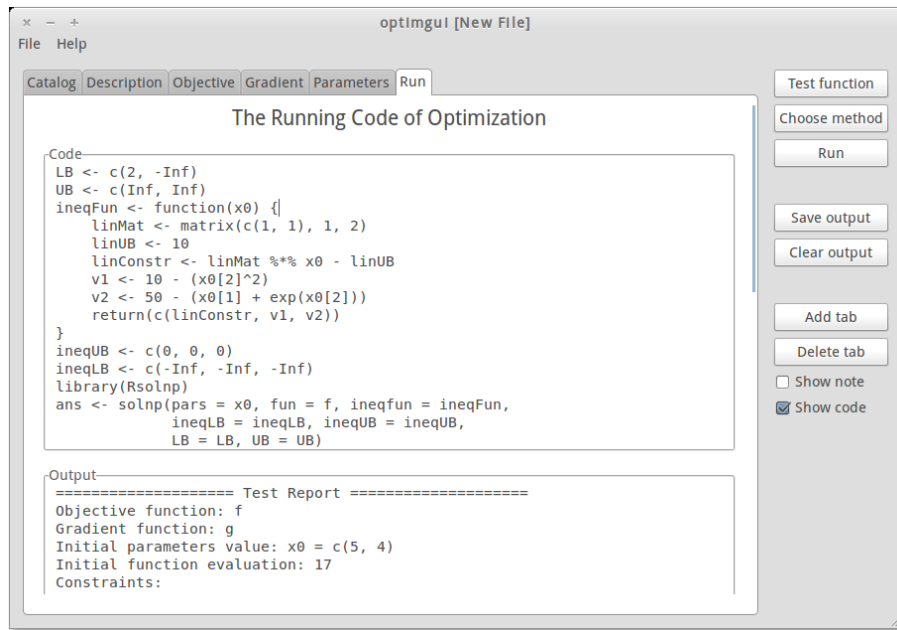 optimgui [New File]
File Help
Catalog Description Objective Gradient Parameters Run
The Running Code of Optimization
Code
LB <- c(2, -Inf)
UB <- c(Inf, Inf)
ineqFun <- function(x0) {
    linMat <- matrix(c(1, 1), 1, 2)
    linUB <- 10
    linConstr <- linMat %*% x0 - linUB
    v1 <- 10 - (x0[2]^2)
    v2 <- 50 - (x0[1] + exp(x0[2]))
    return(c(linConstr, v1, v2))
}
ineqUB <- c(0, 0, 0)
ineqLB <- c(-Inf, -Inf, -Inf)
library(Rsolnp)
ans <- solnp(pars = x0, fun = f, ineqfun = ineqFun,
             ineqLB = ineqLB, ineqUB = ineqUB,
             LB = LB, UB = UB)
Output
==================== Test Report ====================
Objective function: f
Gradient function: g
Initial parameters value: x0 = c(5, 4)
Initial function evaluation: 17
Constraints:
Test function
Choose method
Run
Save output
Clear output
Add tab
Delete tab
Show note
Show code